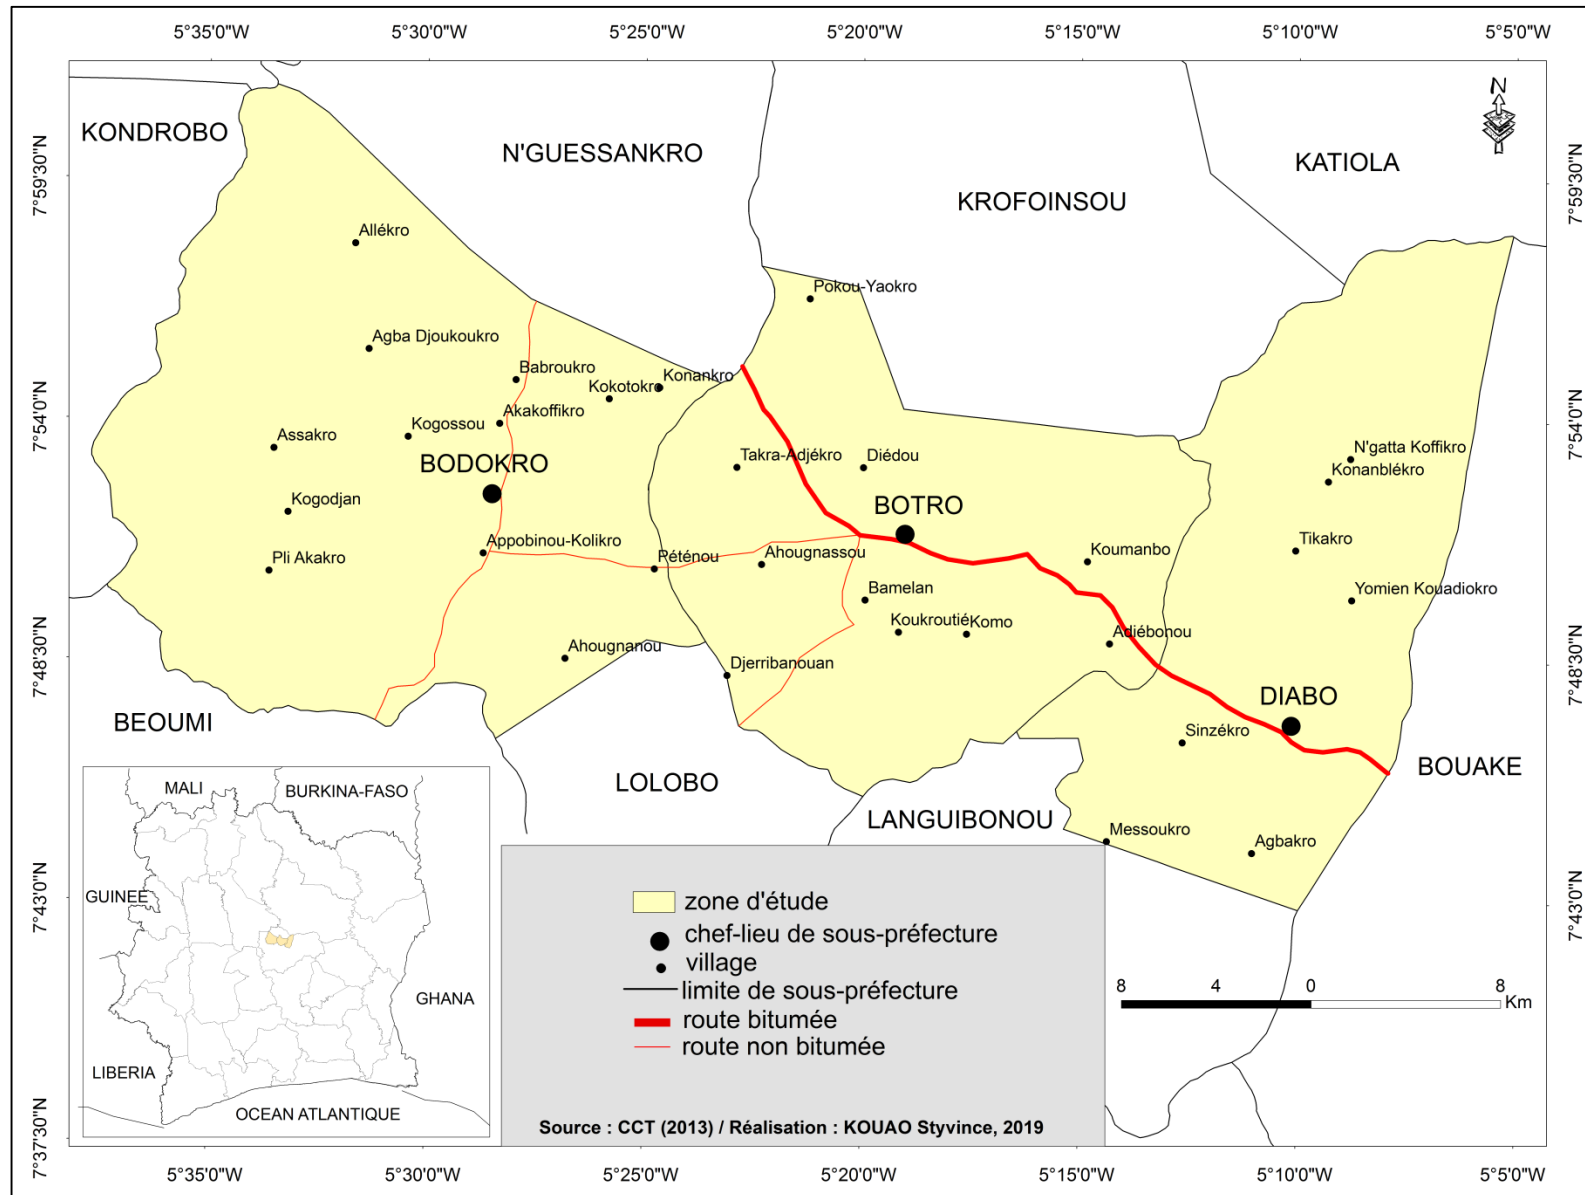 5°35'0"W
5°30'0"W
5°25'0"W
5°20'0"W
5°15'0"W
5°10'0"W
5°5'0"W
KONDROBO
N'GUESSANKRO
KROFOINSOU
KATIOLA
N
7°59'30"N
7°59'30"N
Allékro
Pokou-Yaokro
Agba Djoukoukro
Babroukro
Kokotokro
Konankro
Akakoffikro
7°54'0"N
7°54'0"N
Kogossou
Assakro
BODOKRO
Takra-Adjékro
Diédou
N'gatta Koffikro
Konanblékro
Kogodjan
BOTRO
Appobinou-Kolikro
Pli Akakro
Péténou
Ahougnassou
Koumanbo
Tikakro
Bamelan
Yomien Kouadiokro
Koukroutié
Komo
Adiébonou
7°48'30"N
7°48'30"N
Ahougnanou
Djerribanouan
DIABO
Sinzékro
BEOUMI
LOLOBO
LANGUIBONOU
BOUAKE
Messoukro
Agbakro
MALI
BURKINA-FASO
GUINEE
GHANA
LIBERIA
OCEAN ATLANTIQUE
7°43'0"N
7°43'0"N
zone d'étude
chef-lieu de sous-préfecture
village
limite de sous-préfecture
route bitumée
route non bitumée
Source : CCT (2013) / Réalisation : KOUAO Styvince, 2019
8 4 0 8
Km
7°37'30"N
7°37'30"N
5°35'0"W
5°30'0"W
5°25'0"W
5°20'0"W
5°15'0"W
5°10'0"W
5°5'0"W